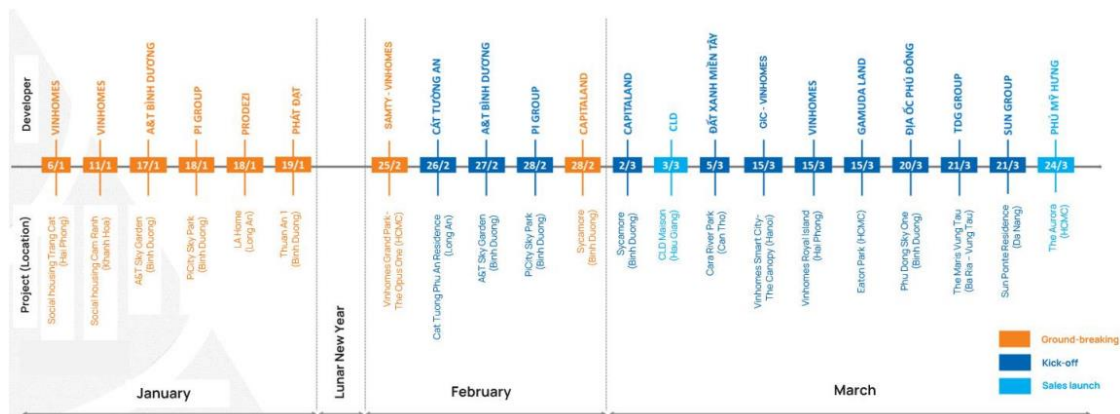 Developer
VINHOMES
VINHOMES
A&T BÌNH DƯƠNG
PI GROUP
PRODEZI
PHÁT ĐẠT
SAMTY - VINHOMES
CÁT TƯỜNG AN
A&T BÌNH DƯƠNG
PI GROUP
CAPITALAND
CAPITALAND
CLD
ĐẤT XANH MIỀN TÂY
GIC - VINHOMES
VINHOMES
GAMUDA LAND
ĐỊA ỐC PHÚ ĐÔNG
TDG GROUP
SUN GROUP
PHÚ MỸ HƯNG
6/1
11/1
17/1
18/1
18/1
19/1
25/2
26/2
27/2
28/2
28/2
2/3
3/3
5/3
15/3
15/3
15/3
20/3
21/3
21/3
24/3
Project (Location)
Social housing Trang Cat
(Hai Phong)
Social housing Cam Ranh
(Khanh Hoa)
A&T Sky Garden
(Binh Duong)
PiCity Sky Park
(Binh Duong)
LA Home
(Long An)
Thuan An 1
(Binh Duong)
Vinhomes Grand Park-
The Opus One (HCMC)
Cat Tuong Phu An Residence
(Long An)
A&T Sky Garden
(Binh Duong)
PiCity Sky Park
(Binh Duong)
Sycamore
(Binh Duong)
Sycamore
(Binh Duong)
CLD Maison
(Hau Giang)
Cara River Park
(Can Tho)
Vinhomes Smart City-
The Canopy (Hanoi)
Vinhomes Royal Island
(Hai Phong)
Eaton Park (HCMC)
Phu Dong Sky One
(Binh Duong)
The Maris Vung Tau
(Ba Ria - Vung Tau)
Sun Ponte Residence
(Da Nang)
The Aurora
(HCMC)
Ground-breaking
Kick-off
Sales launch
January
Lunar New Year
February
March